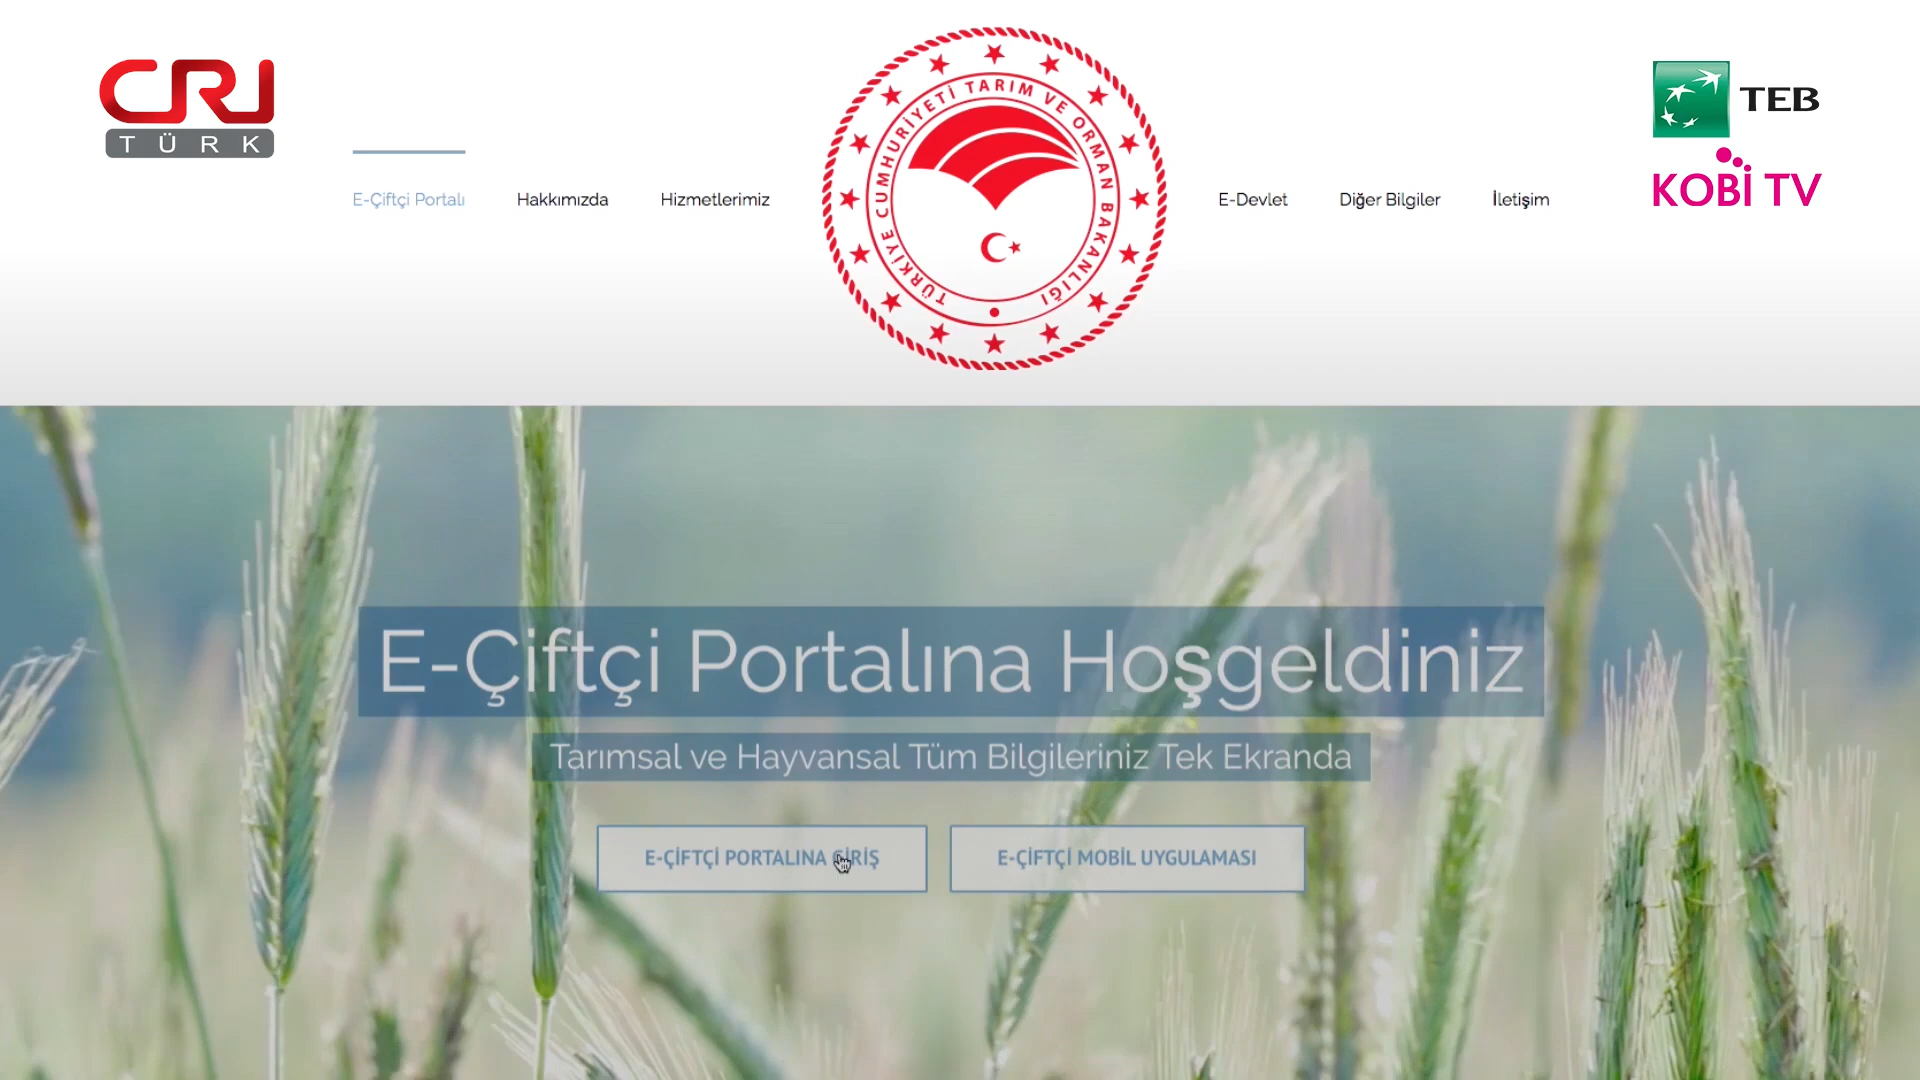 CRI
TÜRK
TEB
KOBİ TV
TÜRKİYE CUMHURİYETİ TARIM VE ORMAN BAKANLIĞI
E-Çiftçi Portalı
Hakkımızda
Hizmetlerimiz
E-Devlet
Diğer Bilgiler
İletişim
E-Çiftçi Portalına Hoşgeldiniz
Tarımsal ve Hayvansal Tüm Bilgileriniz Tek Ekranda
E-ÇİFTÇİ PORTALINA GİRİŞ
E-ÇİFTÇİ MOBİL UYGULAMASI